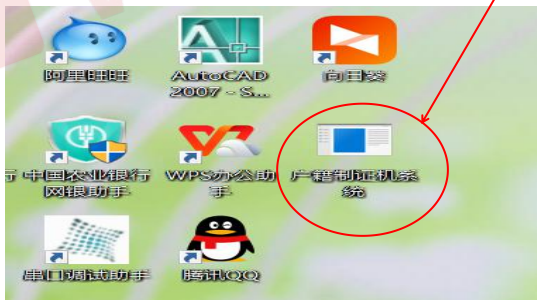 阿里旺旺
AutoCAD
2007 - S...
向日葵
行 中国农业银行
网银助手
WPS办公助
手
户籍制证机系
统
串口调试助手
腾讯QQ